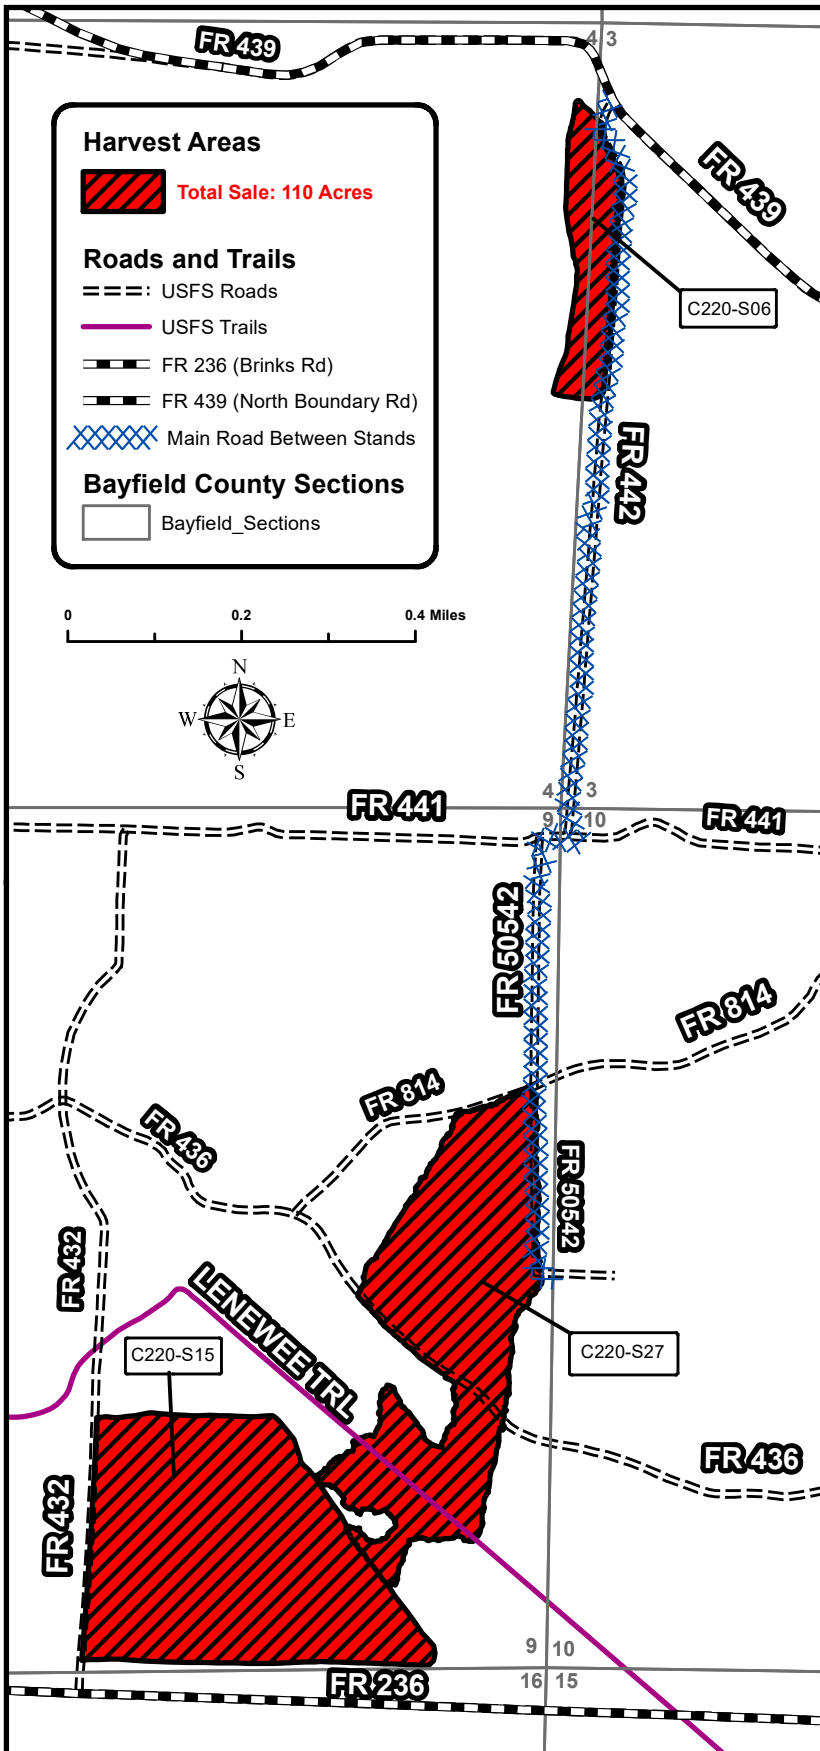 FR 439
4 3
Harvest Areas
Total Sale: 110 Acres
FR 439
Roads and Trails
USFS Roads
USFS Trails
C220-S06
FR 236 (Brinks Rd)
FR 439 (North Boundary Rd)
Main Road Between Stands
FR 442
Bayfield County Sections
Bayfield_Sections
0 0.2 0.4 Miles
N
W E
S
4 3
FR 441
9 10
FR 441
FR 50542
FR 814
FR 814
FR 436
FR 50542
FR 432
LENEWEE TRL
C220-S15
C220-S27
FR 436
FR 432
9 10
16 15
FR 236